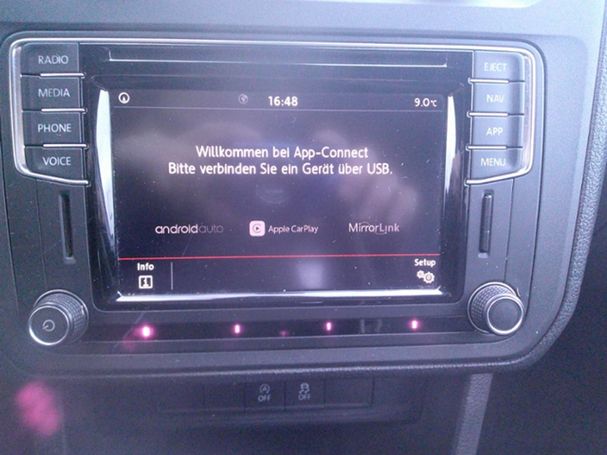 RADIO
MEDIA
PHONE
VOICE
EJECT
NAV
APP
MENU
16:48
9.0°C
Willkommen bei App-Connect
Bitte verbinden Sie ein Gerät über USB.
androidauto
Apple CarPlay
MirrorLink
Info
Setup
OFF
OFF